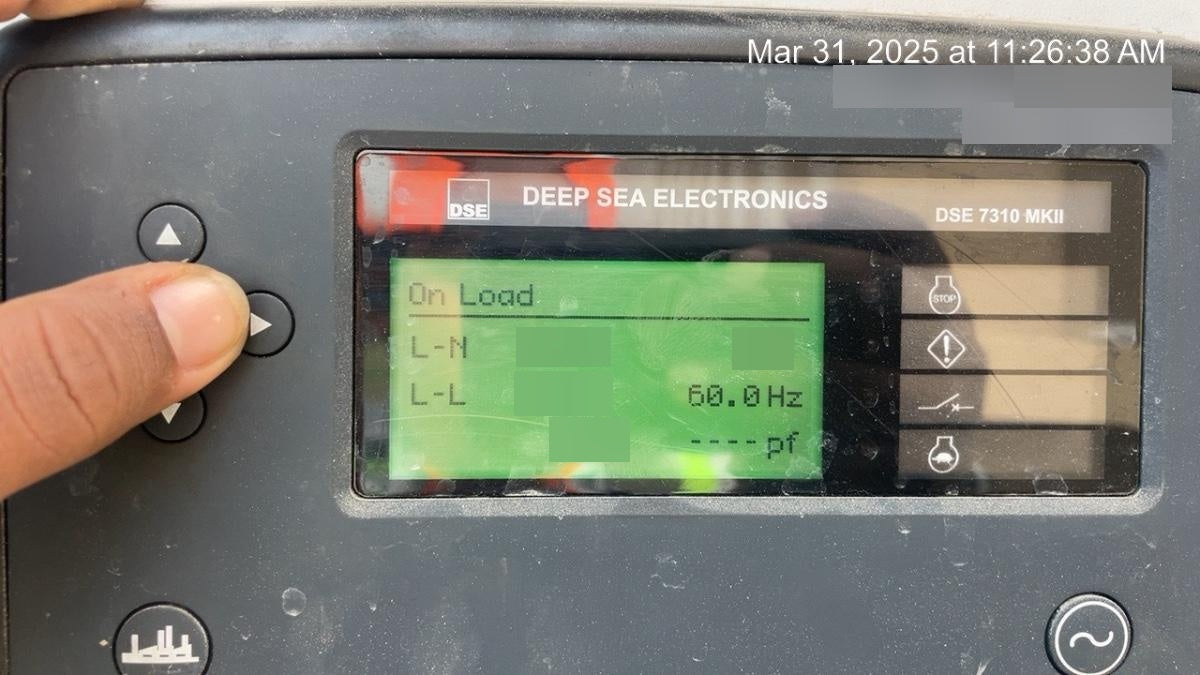 Mar 31, 2025 at 11:26:38 AM
DSE
DEEP SEA ELECTRONICS
DSE 7310 MKII
On Load
L-N
L-L 60.0 Hz
---- pf
STOP